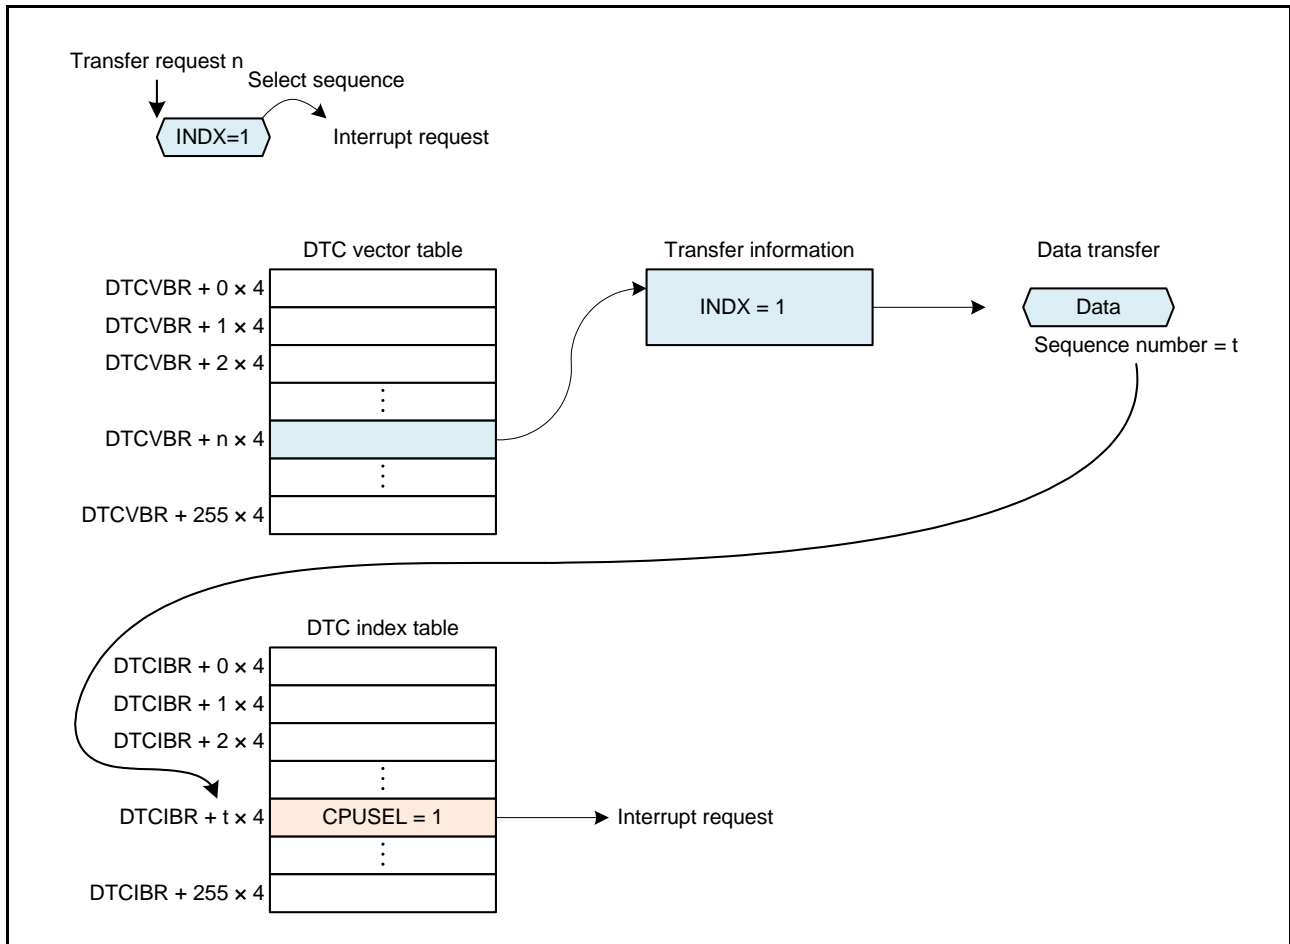 Transfer request n
Select sequence
INDX=1
Interrupt request
DTC vector table
Transfer information
Data transfer
DTCVBR + 0 × 4
INDX = 1
Data
DTCVBR + 1 × 4
Sequence number = t
DTCVBR + 2 × 4
⋮
DTCVBR + n × 4
⋮
DTCVBR + 255 × 4
DTC index table
DTCIBR + 0 × 4
DTCIBR + 1 × 4
DTCIBR + 2 × 4
⋮
DTCIBR + t × 4
CPUSEL = 1
Interrupt request
⋮
DTCIBR + 255 × 4